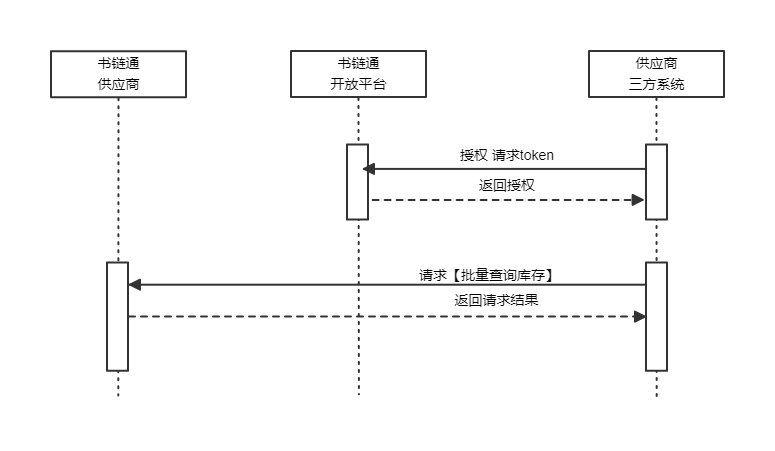 书链通
供应商
书链通
开放平台
供应商
三方系统
授权 请求token
返回授权
请求【批量查询库存】
返回请求结果